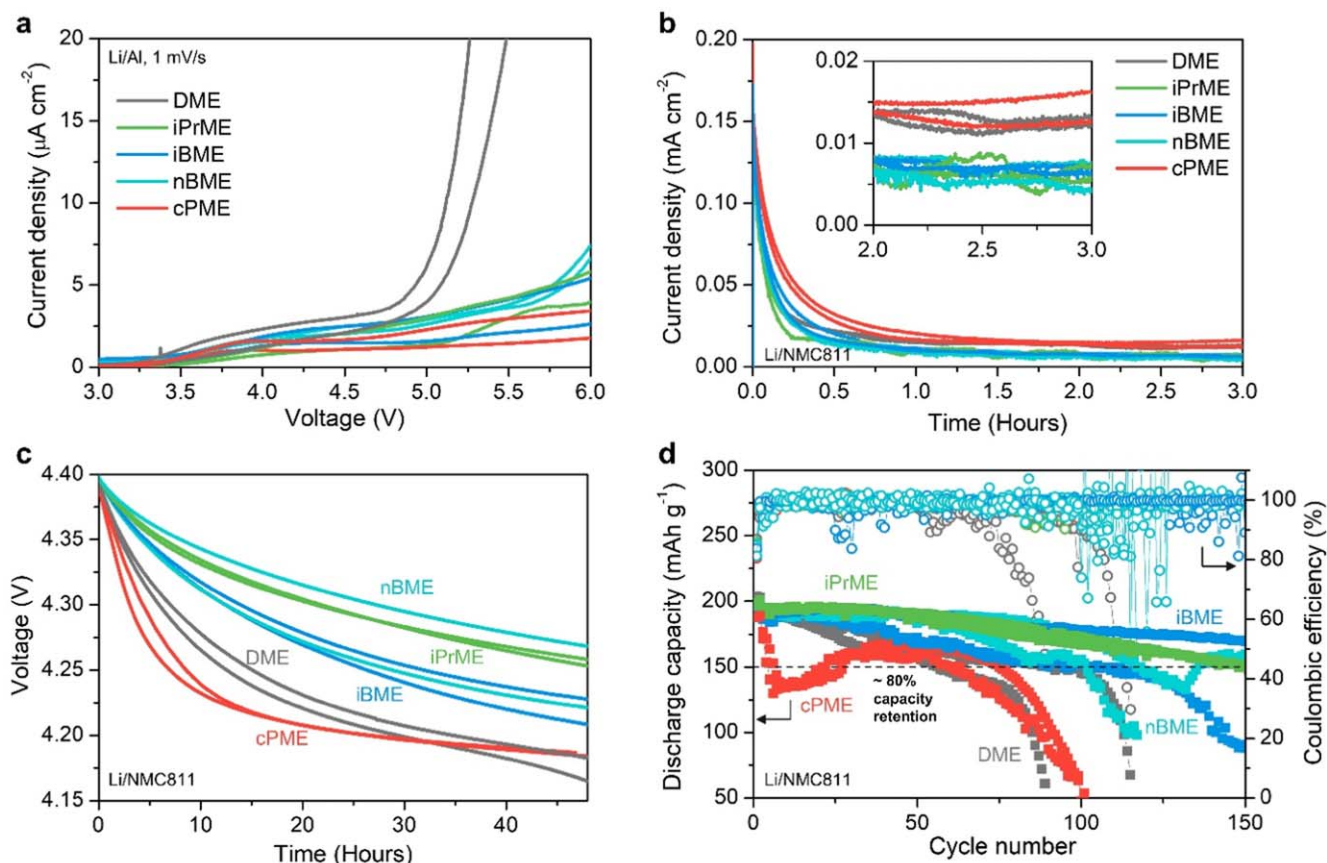 a
Li/Al, 1 mV/s
DME
iPrME
iBME
nBME
cPME
20
15
10
5
0
Current density (μA cm⁻²)
3.0 3.5 4.0 4.5 5.0 5.5 6.0
Voltage (V)
b
DME
iPrME
iBME
nBME
cPME
0.20
0.15
0.10
0.05
0.00
Current density (mA cm⁻²)
0.02
0.01
0.00
2.0 2.5 3.0
Li/NMC811
0.0 0.5 1.0 1.5 2.0 2.5 3.0
Time (Hours)
c
4.40
4.35
4.30
4.25
4.20
4.15
Voltage (V)
nBME
iPrME
DME
iBME
cPME
Li/NMC811
0 10 20 30 40
Time (Hours)
d
300
250
200
150
100
50
Discharge capacity (mAh g⁻¹)
100
80
60
40
20
0
Coulombic efficiency (%)
iPrME
iBME
~ 80%
capacity
retention
cPME
DME
nBME
Li/NMC811
0 50 100 150
Cycle number